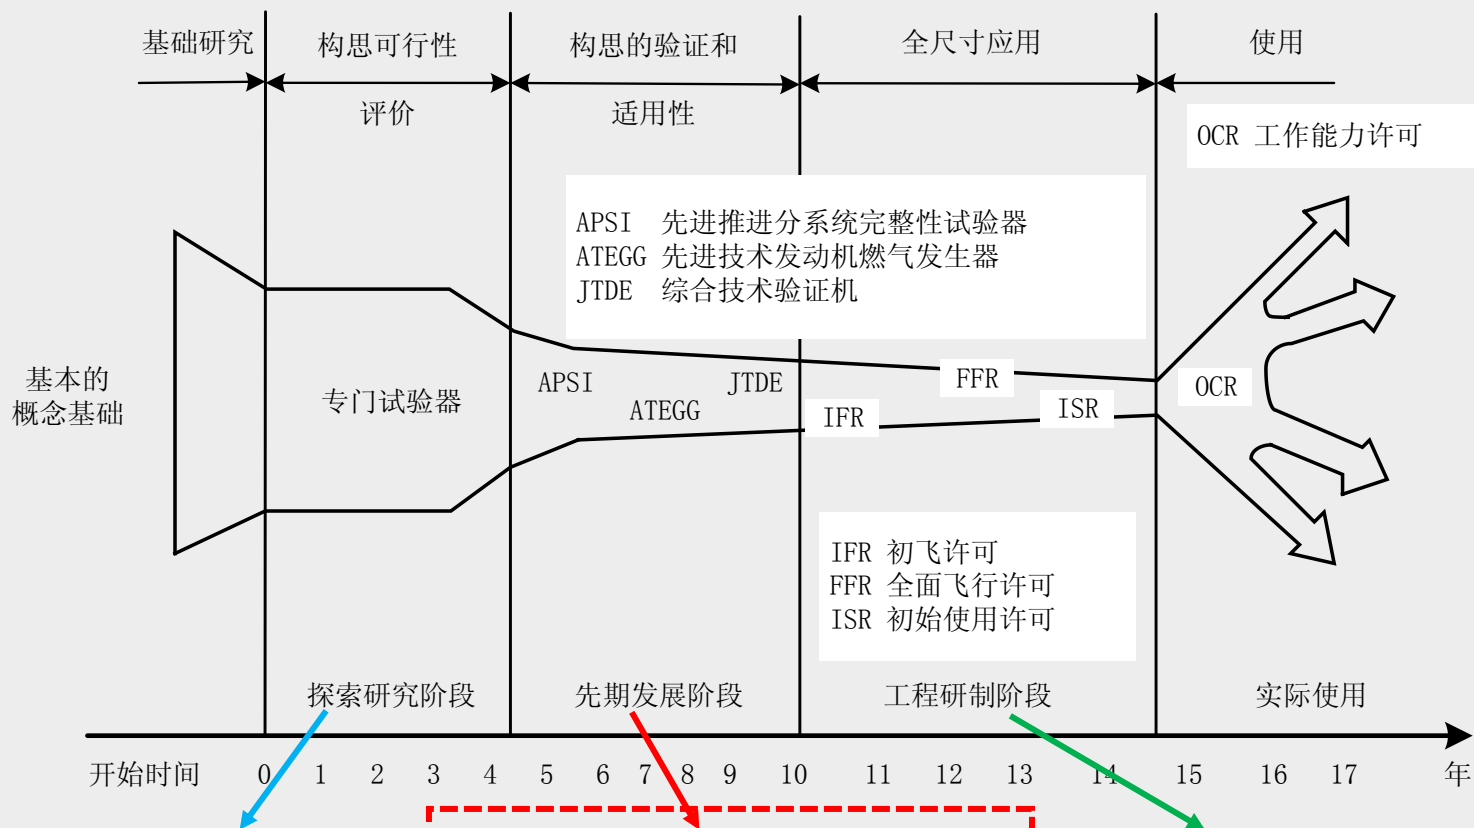 基础研究
构思可行性
评价
构思的验证和
适用性
全尺寸应用
使用
OCR 工作能力许可
APSI 先进推进分系统完整性试验器
ATEGG 先进技术发动机燃气发生器
JTDE 综合技术验证机
基本的
概念基础
专门试验器
APSI
ATEGG
JTDE
IFR
FFR
ISR
OCR
IFR 初飞许可
FFR 全面飞行许可
ISR 初始使用许可
探索研究阶段
先期发展阶段
工程研制阶段
实际使用
开始时间 0 1 2 3 4 5 6 7 8 9 10 11 12 13 14 15 16 17 年